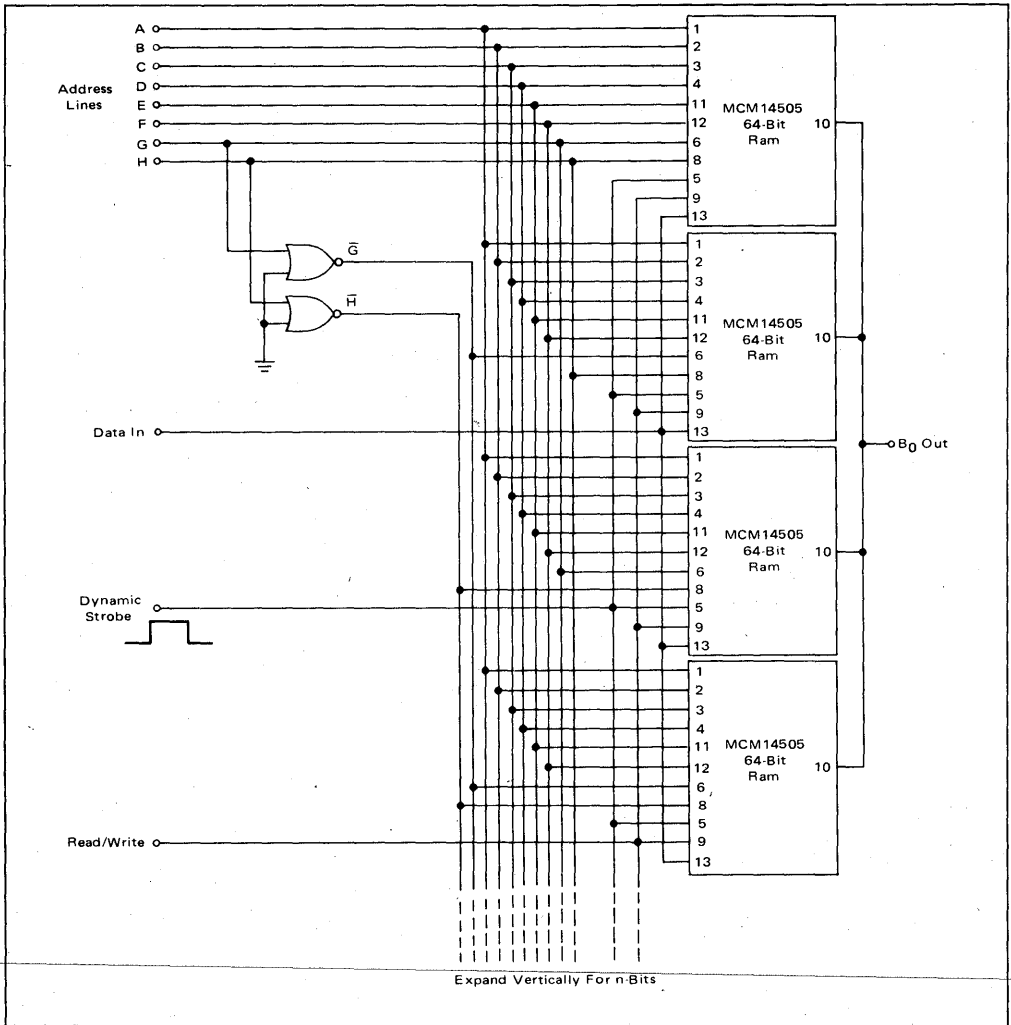 A
B
C
D
E
F
G
H
Address
Lines
G̅
H̅
Data In
Dynamic
Strobe
Read/Write
1
2
3
4
11
12
6
8
5
9
13
MCM14505
64-Bit
Ram
10
1
2
3
4
11
12
6
8
5
9
13
MCM14505
64-Bit
Ram
10
B0 Out
1
2
3
4
11
12
6
8
5
9
13
MCM14505
64-Bit
Ram
10
1
2
3
4
11
12
6
8
5
9
13
MCM14505
64-Bit
Ram
10
Expand Vertically For n-Bits